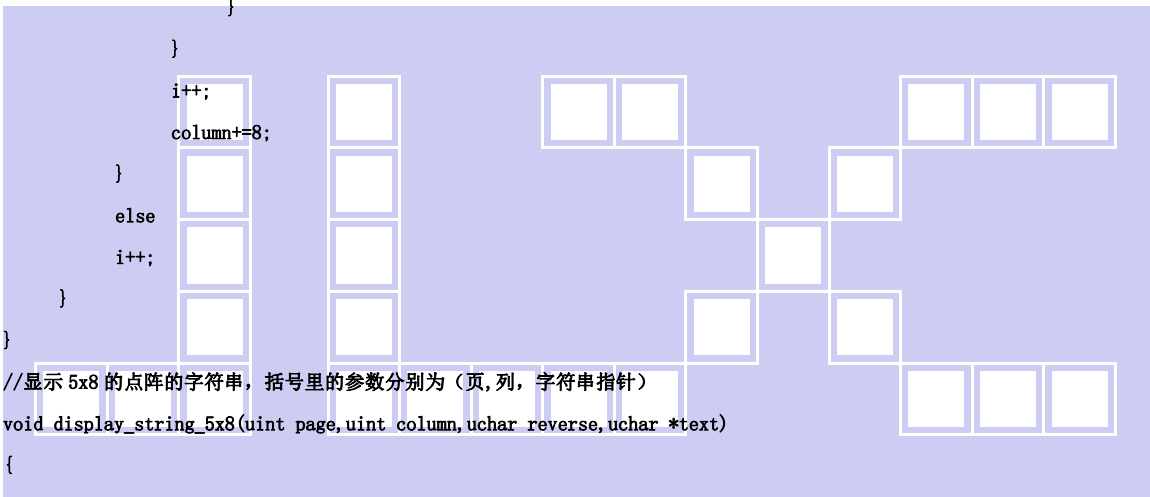 }
}
i++;
column+=8;
}
else
i++;
}
}
//显示 5x8 的点阵的字符串，括号里的参数分别为（页,列，字符串指针）
void display_string_5x8(uint page,uint column,uchar reverse,uchar *text)
{